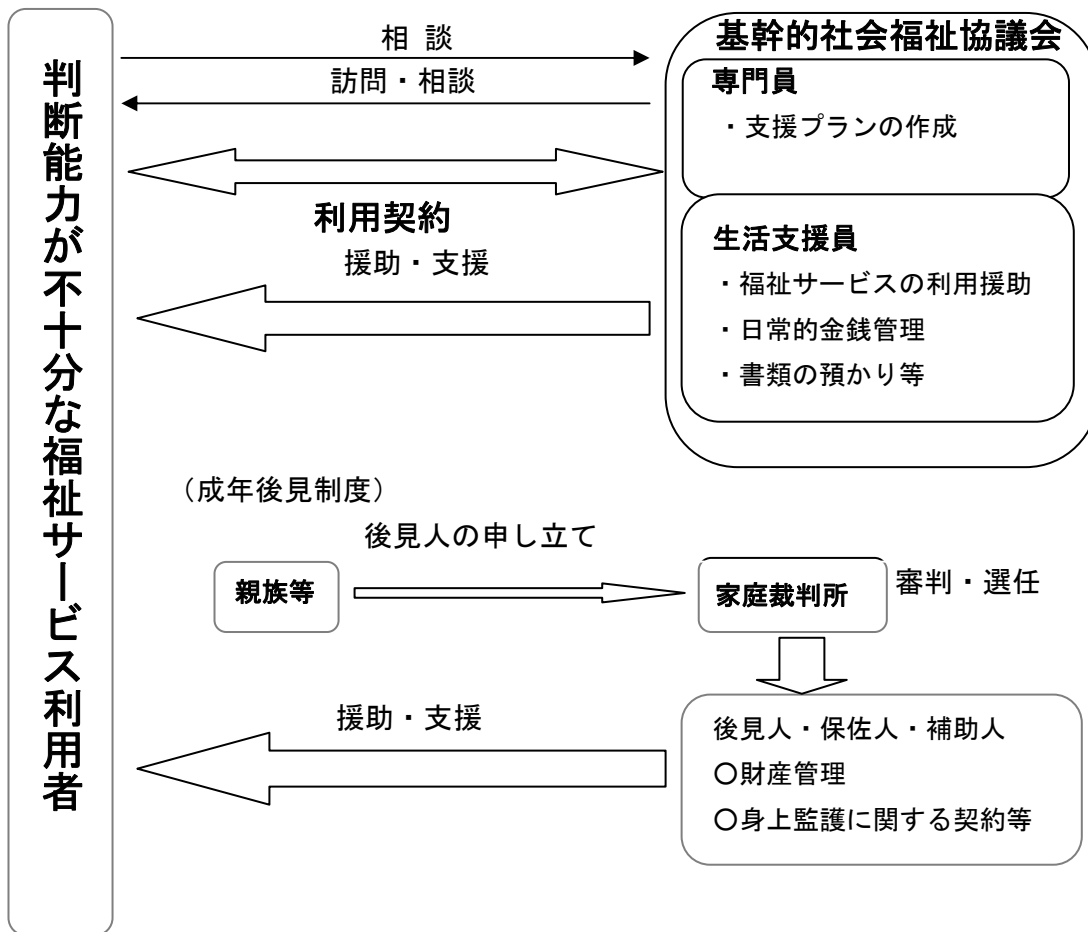 判断能力が不十分な福祉サービス利用者
相 談
訪問・相談
利用契約
援助・支援
基幹的社会福祉協議会
専門員
・支援プランの作成
生活支援員
・福祉サービスの利用援助
・日常的金銭管理
・書類の預かり等
（成年後見制度）
後見人の申し立て
親族等
家庭裁判所
審判・選任
援助・支援
後見人・保佐人・補助人
〇財産管理
〇身上監護に関する契約等